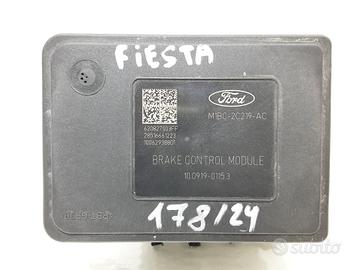 FiESTA
Ford
M1BC-2C219-AC
BRAKE CONTROL MODULE
10.0919-0115.3
178/24
subito